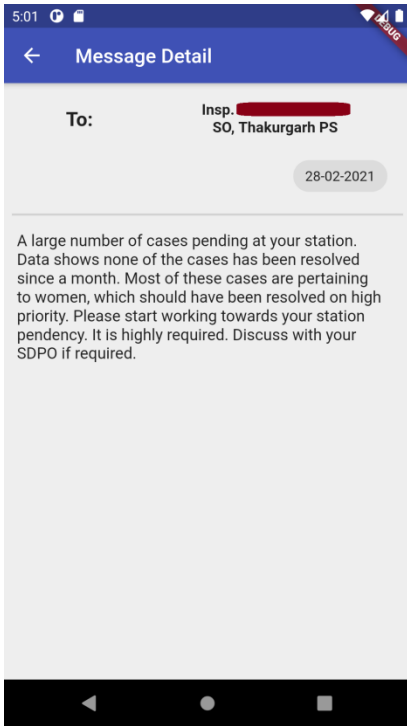 5:01
DEBUG
Message Detail
To:
Insp.
SO, Thakurgarh PS
28-02-2021
A large number of cases pending at your station.
Data shows none of the cases has been resolved
since a month. Most of these cases are pertaining
to women, which should have been resolved on high
priority. Please start working towards your station
pendency. It is highly required. Discuss with your
SDPO if required.